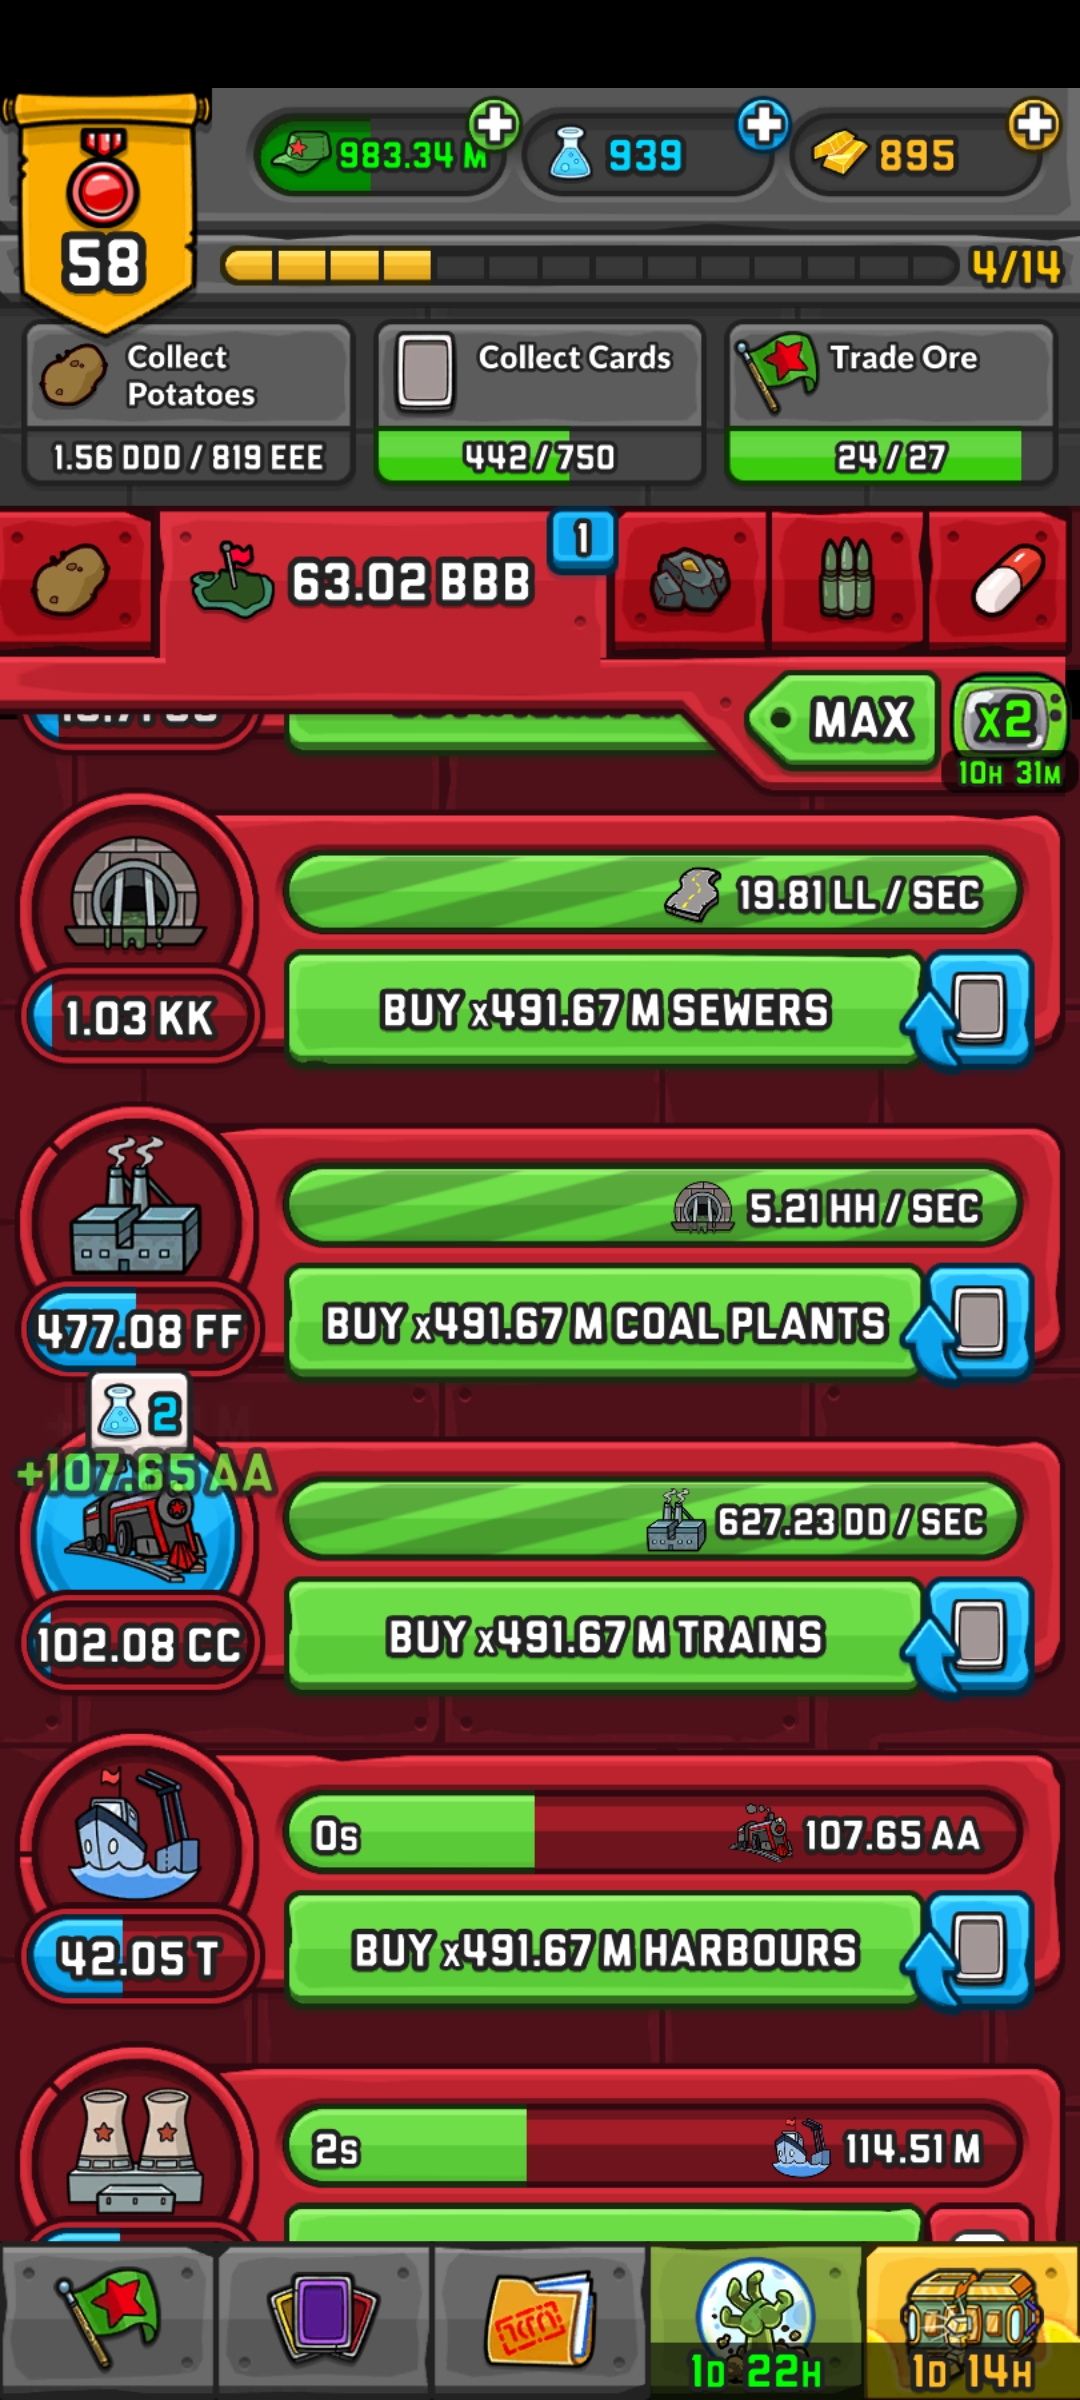 983.34 M
939
895
58
4/14
Collect Potatoes
1.56 DDD / 819 EEE
Collect Cards
442/750
Trade Ore
24/27
63.02 BBB
1
MAX
x2
10H 31M
19.81 LL / SEC
1.03 KK
BUY x491.67 M SEWERS
5.21 HH / SEC
477.08 FF
BUY x491.67 M COAL PLANTS
2
+107.65 AA
627.23 DD / SEC
102.08 CC
BUY x491.67 M TRAINS
0s
107.65 AA
42.05 T
BUY x491.67 M HARBOURS
2s
114.51 M
1D 22H
1D 14H